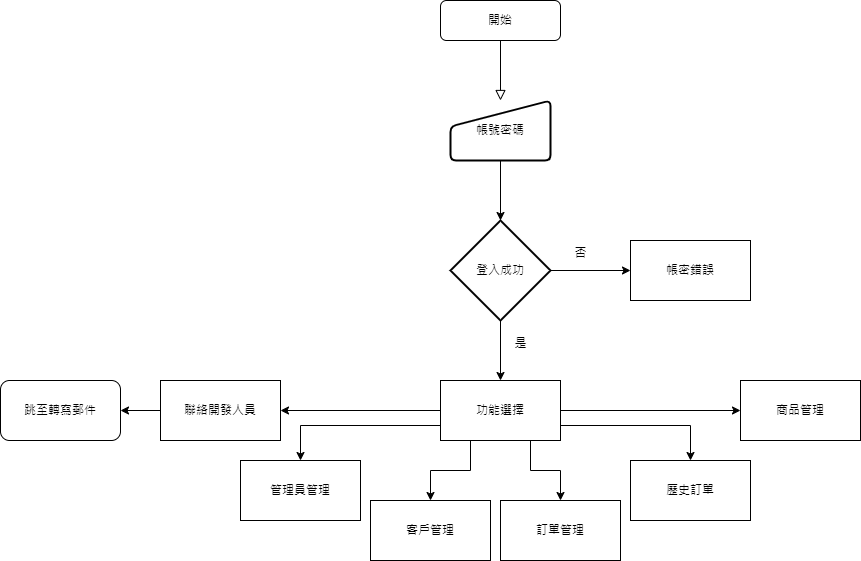 開始
帳號密碼
登入成功
否
帳密錯誤
是
跳至轉寫郵件
聯絡開發人員
功能選擇
商品管理
管理員管理
歷史訂單
客戶管理
訂單管理